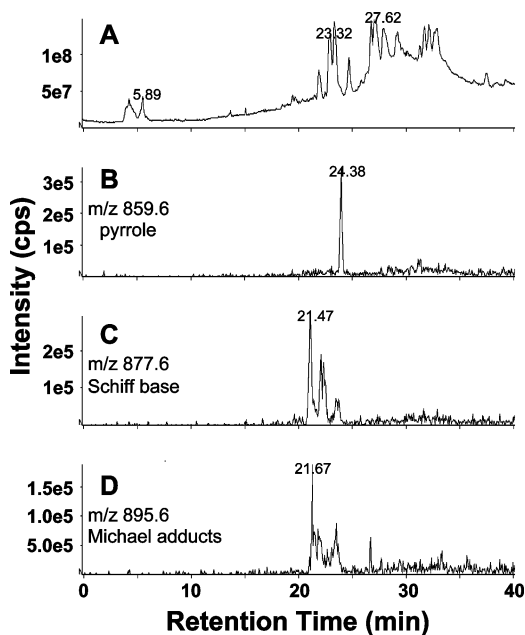 A
23.32
27.62
1e8
5e7
5.89
B
24.38
3e5
m/z 859.6
2e5
pyrrole
1e5
C
21.47
2e5
m/z 877.6
1e5
Schiff base
D
21.67
1.5e5
m/z 895.6
1.0e5
Michael adducts
5.0e5
0 10 20 30 40
Retention Time (min)
Intensity (cps)